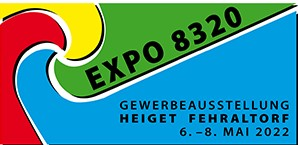 EXPO 8320
GEWERBEAUSSTELLUNG
HEIGET FEHRALTORF
6. – 8. MAI 2022